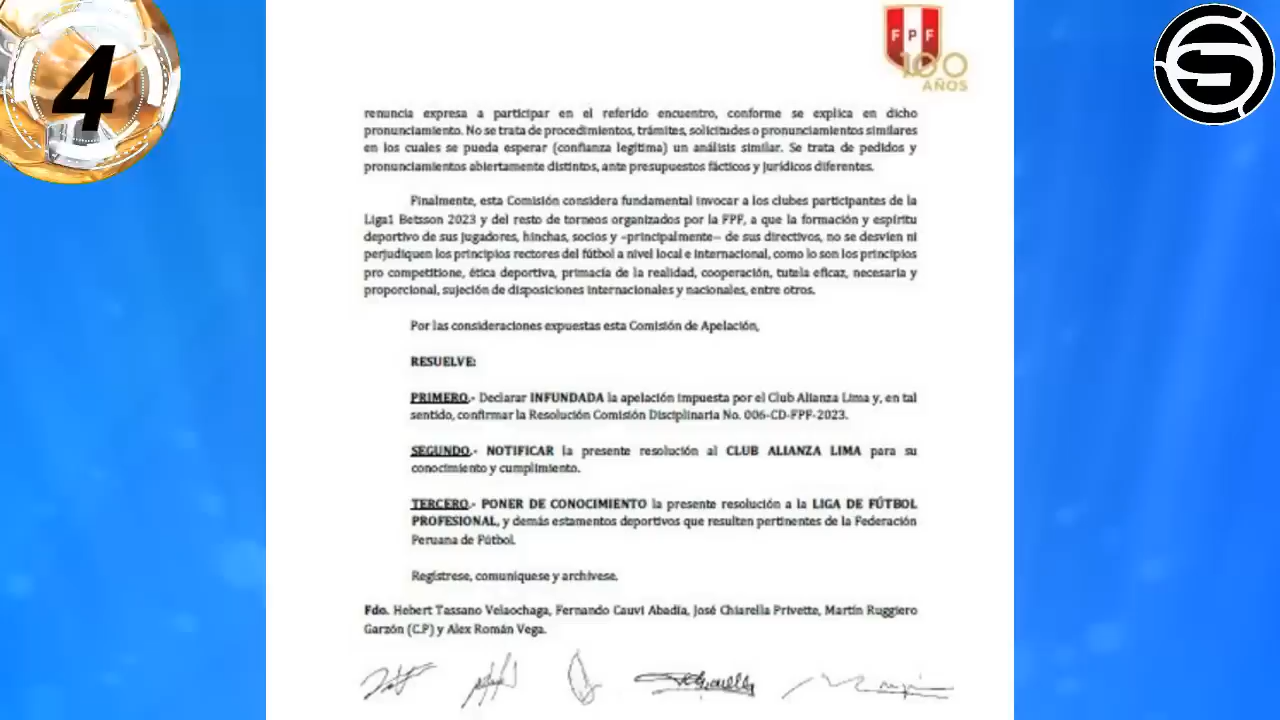 4
S
FPF
100
AÑOS
renuncia expresa a participar en el referido encuentro, conforme se explica en dicho
pronunciamiento. No se trata de procedimientos, trámites, solicitudes o pronunciamientos similares
en los cuales se pueda esperar (confianza legítima) un análisis similar. Se trata de pedidos y
pronunciamientos abiertamente distintos, ante presupuestos fácticos y jurídicos diferentes.
Finalmente, esta Comisión considera fundamental invocar a los clubes participantes de la
Liga1 Betsson 2023 y del resto de torneos organizados por la FPF, a que la formación y espíritu
deportivo de sus jugadores, hinchas, socios y –principalmente– de sus directivos, no se desvíen ni
perjudiquen los principios rectores del fútbol a nivel local e internacional, como lo son los principios
pro competitione, ética deportiva, primacía de la realidad, cooperación, tutela eficaz, necesaria y
proporcional, sujeción de disposiciones internacionales y nacionales, entre otros.
Por las consideraciones expuestas esta Comisión de Apelación,
RESUELVE:
PRIMERO.- Declarar INFUNDADA la apelación impuesta por el Club Alianza Lima y, en tal
sentido, confirmar la Resolución Comisión Disciplinaria No. 006-CD-FPF-2023.
SEGUNDO.- NOTIFICAR la presente resolución al CLUB ALIANZA LIMA para su
conocimiento y cumplimiento.
TERCERO.- PONER DE CONOCIMIENTO la presente resolución a la LIGA DE FÚTBOL
PROFESIONAL, y demás estamentos deportivos que resulten pertinentes de la Federación
Peruana de Fútbol.
Regístrese, comuníquese y archívese.
Fdo. Hebert Tassano Velaochaga, Fernando Cauvi Abadía, José Chiarella Privette, Martín Ruggiero
Garzón (C.P) y Alex Román Vega.